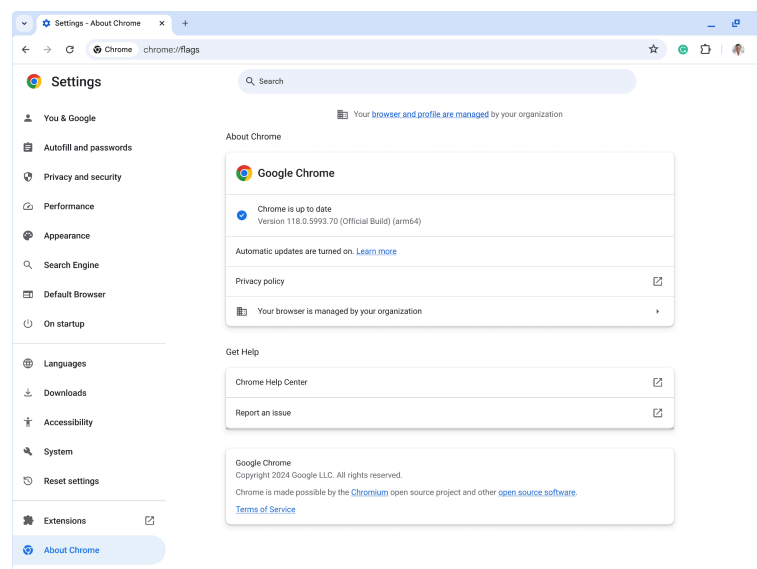 Settings - About Chrome
Chrome
chrome://flags
Settings
Search
You & Google
Autofill and passwords
Privacy and security
Performance
Appearance
Search Engine
Default Browser
On startup
Languages
Downloads
Accessibility
System
Reset settings
Extensions
About Chrome
Your browser and profile are managed by your organization
About Chrome
Google Chrome
Chrome is up to date
Version 118.0.5993.70 (Official Build) (arm64)
Automatic updates are turned on. Learn more
Privacy policy
Your browser is managed by your organization
Get Help
Chrome Help Center
Report an issue
Google Chrome
Copyright 2024 Google LLC. All rights reserved.
Chrome is made possible by the Chromium open source project and other open source software.
Terms of Service